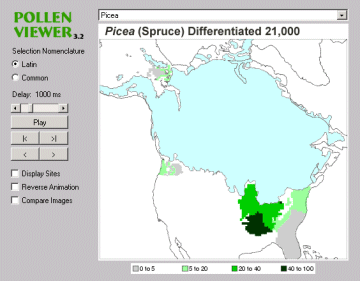 POLLEN
VIEWER 3.2
Selection Nomenclature
Latin
Common
Delay: 1000 ms
Play
|<
>|
<
>
Display Sites
Reverse Animation
Compare Images
Picea
Picea (Spruce) Differentiated 21,000
0 to 5
5 to 20
20 to 40
40 to 100